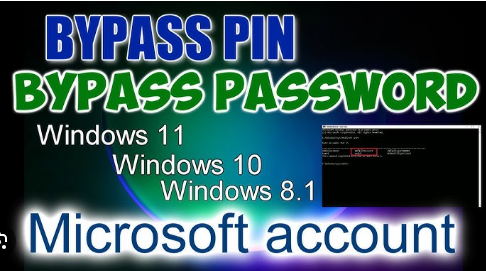 BYPASS PIN
BYPASS PASSWORD
Windows 11
Windows 10
Windows 8.1
Microsoft account